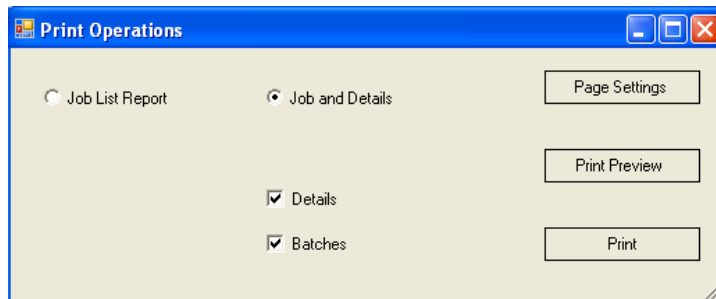 Print Operations
Job List Report
Job and Details
Page Settings
Print Preview
Details
Batches
Print